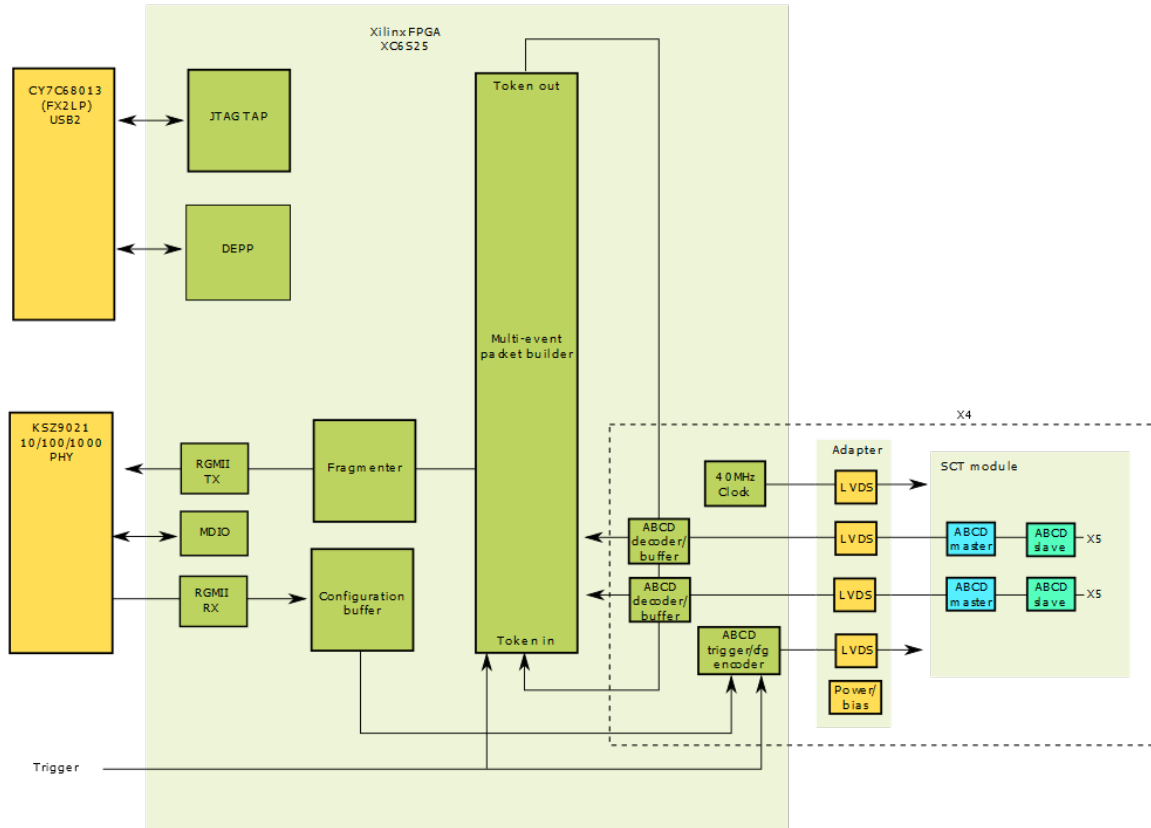 Xilinx FPGA
XC6S25
CY7C68013
(FX2LP)
USB2
JTAG TAP
DEPP
Token out
Multi-event
packet builder
Token in
KSZ9021
10/100/1000
PHY
RGMII
TX
Fragmenter
MDIO
RGMII
RX
Configuration
buffer
X4
40MHz
Clock
Adapter
LVDS
SCT module
ABCD
decoder/
buffer
LVDS
ABCD
master
ABCD
slave
X5
ABCD
decoder/
buffer
LVDS
ABCD
master
ABCD
slave
X5
ABCD
trigger/cfg
encoder
LVDS
Power/
bias
Trigger